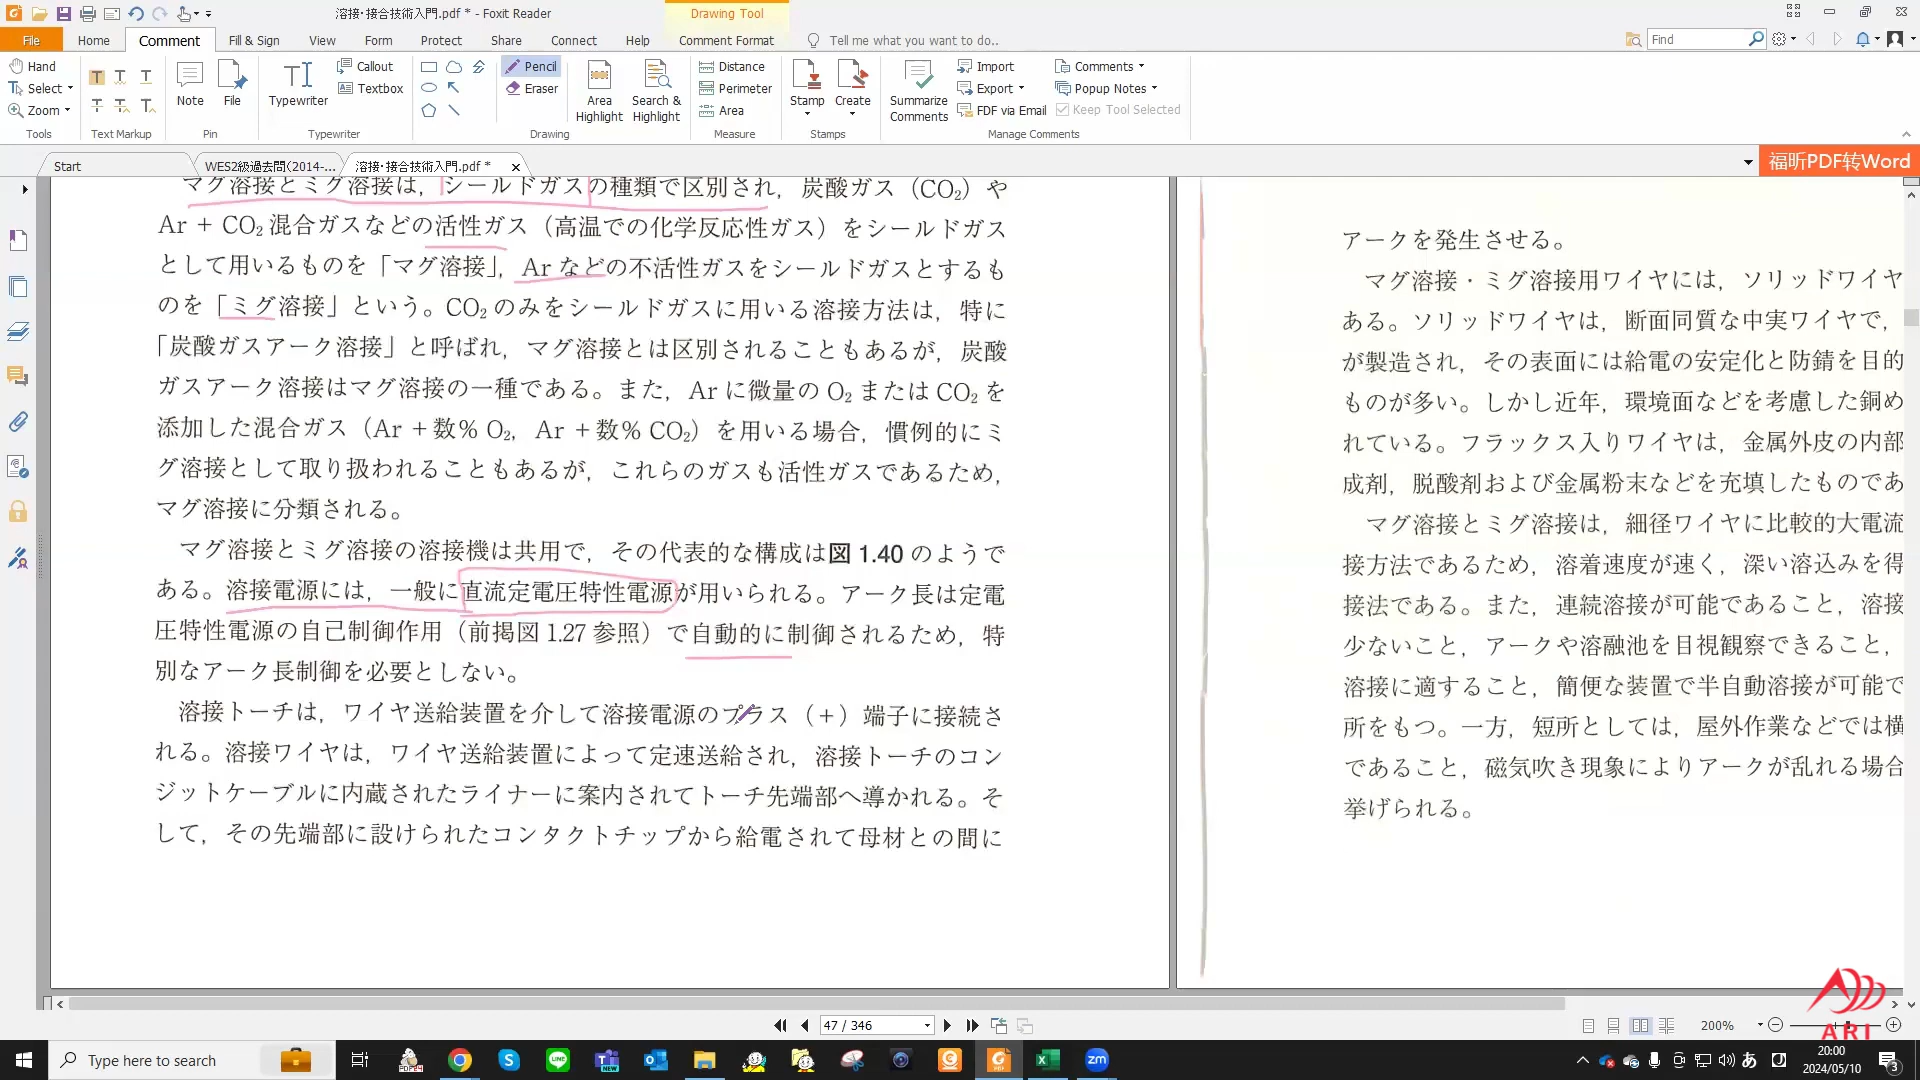 溶接・接合技術入門.pdf * - Foxit Reader
Drawing Tool
File Home Comment Fill & Sign View Form Protect Share Connect Help Comment Format Tell me what you want to do.. Find
Hand
Select
Zoom
Tools
Text Markup
Note
File
Pin
Typewriter
Callout
Textbox
Typewriter
Pencil
Eraser
Area Highlight
Search & Highlight
Drawing
Distance
Perimeter
Area
Measure
Stamp
Create
Stamps
Summarize Comments
Import
Export
FDF via Email
Comments
Popup Notes
Keep Tool Selected
Manage Comments
Start
WES2級過去問(2014-...
溶接・接合技術入門.pdf *
福昕PDF转Word
マグ溶接とミグ溶接は，シールドガスの種類で区別され，炭酸ガス（CO₂）や
Ar + CO₂ 混合ガスなどの活性ガス（高温での化学反応性ガス）をシールドガス
として用いるものを「マグ溶接」，Ar などの不活性ガスをシールドガスとするも
のを「ミグ溶接」という。CO₂ のみをシールドガスに用いる溶接方法は，特に
「炭酸ガスアーク溶接」と呼ばれ，マグ溶接とは区別されることもあるが，炭酸
ガスアーク溶接はマグ溶接の一種である。また，Ar に微量の O₂ または CO₂ を
添加した混合ガス（Ar + 数% O₂，Ar + 数% CO₂）を用いる場合，慣例的にミ
グ溶接として取り扱われることもあるが，これらのガスも活性ガスであるため，
マグ溶接に分類される。
マグ溶接とミグ溶接の溶接機は共用で，その代表的な構成は図 1.40 のようで
ある。溶接電源には，一般に直流定電圧特性電源が用いられる。アーク長は定電
圧特性電源の自己制御作用（前掲図 1.27 参照）で自動的に制御されるため，特
別なアーク長制御を必要としない。
溶接トーチは，ワイヤ送給装置を介して溶接電源のプラス（＋）端子に接続さ
れる。溶接ワイヤは，ワイヤ送給装置によって定速送給され，溶接トーチのコン
ジットケーブルに内蔵されたライナーに案内されてトーチ先端部へ導かれる。そ
して，その先端部に設けられたコンタクトチップから給電されて母材との間に
アークを発生させる。
マグ溶接・ミグ溶接用ワイヤには，ソリッドワイヤ
ある。ソリッドワイヤは，断面同質な中実ワイヤで，
が製造され，その表面には給電の安定化と防錆を目的
ものが多い。しかし近年，環境面などを考慮した銅め
れている。フラックス入りワイヤは，金属外皮の内部
成剤，脱酸剤および金属粉末などを充填したものであ
マグ溶接とミグ溶接は，細径ワイヤに比較的大電流
接方法であるため，溶着速度が速く，深い溶込みを得
接法である。また，連続溶接が可能であること，溶接
少ないこと，アークや溶融池を目視観察できること，
溶接に適すること，簡便な装置で半自動溶接が可能で
所をもつ。一方，短所としては，屋外作業などでは横
であること，磁気吹き現象によりアークが乱れる場合
挙げられる。
47 / 346
200%
ARI
Type here to search
あ
20:00
2024/05/10
3